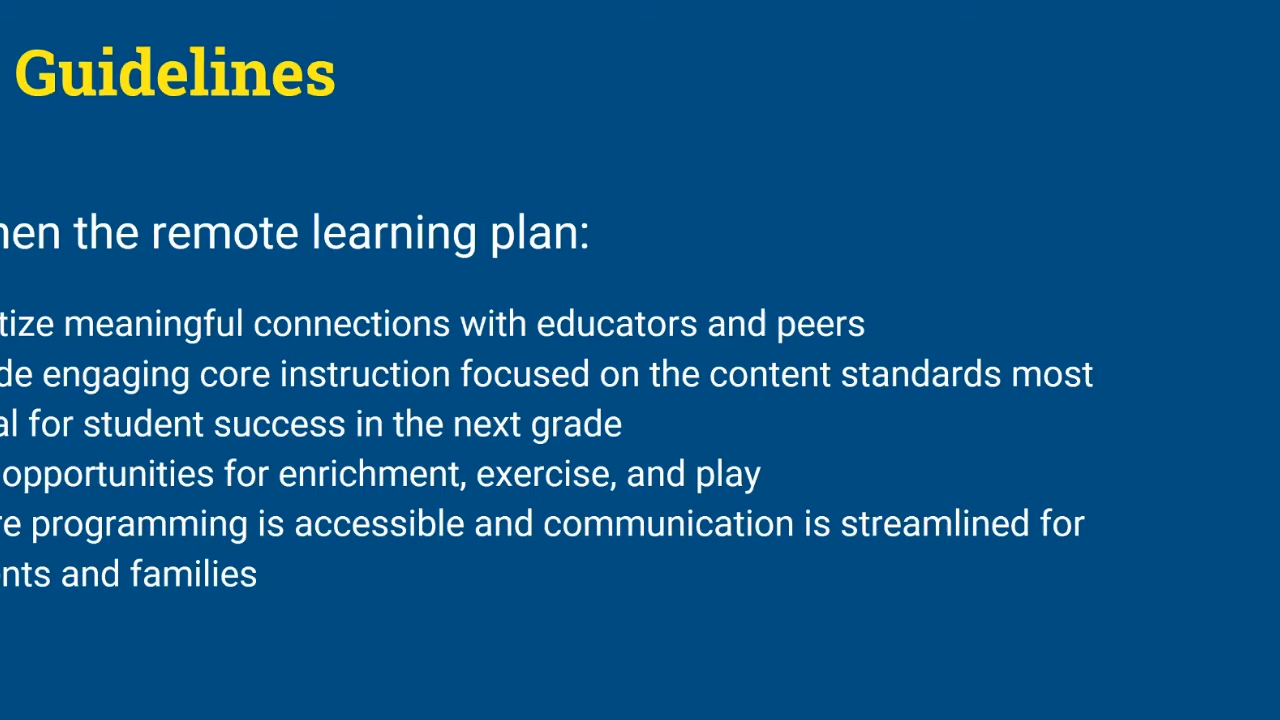 Guidelines
hen the remote learning plan:
tize meaningful connections with educators and peers
de engaging core instruction focused on the content standards most
al for student success in the next grade
opportunities for enrichment, exercise, and play
re programming is accessible and communication is streamlined for
nts and families